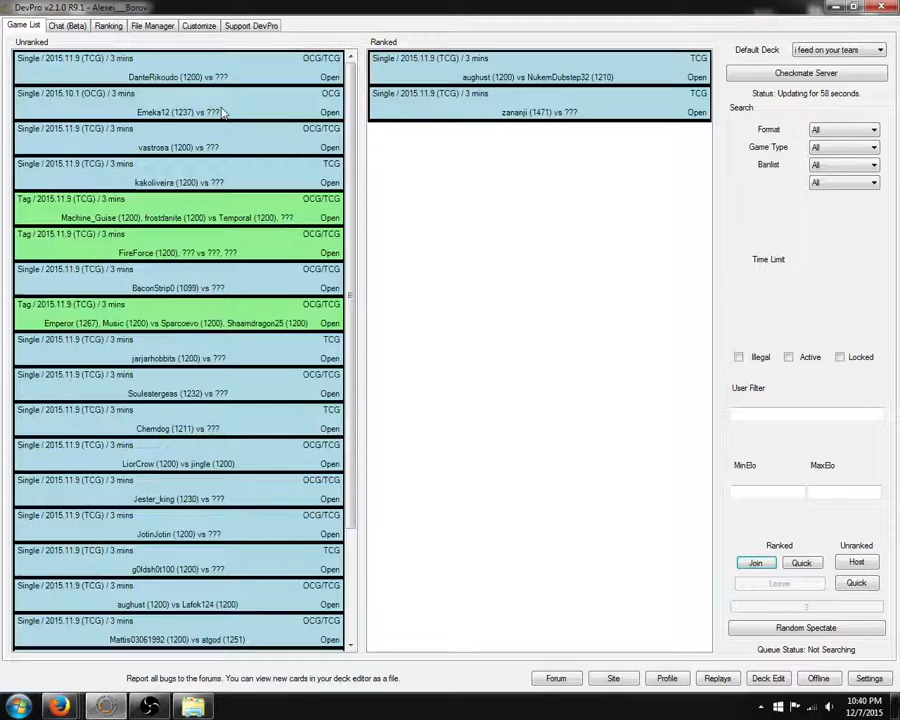 DevPro v2.1.0 R9.1 - Alexei__Borov
Game List Chat (Beta) Ranking File Manager Customize Support DevPro
Unranked
Single / 2015.11.9 (TCG) / 3 mins OCG/TCG
DanteRikoudo (1200) vs ??? Open
Single / 2015.10.1 (OCG) / 3 mins OCG
Emeka12 (1237) vs ??? Open
Single / 2015.11.9 (TCG) / 3 mins OCG/TCG
vastrosa (1200) vs ??? Open
Single / 2015.11.9 (TCG) / 3 mins TCG
kakoliveira (1200) vs ??? Open
Tag / 2015.11.9 (TCG) / 3 mins OCG/TCG
Machine_Guise (1200), frostdanite (1200) vs Temporal (1200), ??? Open
Tag / 2015.11.9 (TCG) / 3 mins OCG/TCG
FireForce (1200), ??? vs ???, ??? Open
Single / 2015.11.9 (TCG) / 3 mins OCG/TCG
BaconStrip0 (1099) vs ??? Open
Tag / 2015.11.9 (TCG) / 3 mins OCG/TCG
Emperor (1267), Music (1200) vs Sparcoevo (1200), Shaamdragon25 (1200) Open
Single / 2015.11.9 (TCG) / 3 mins TCG
jarjarhobbits (1200) vs ??? Open
Single / 2015.11.9 (TCG) / 3 mins OCG/TCG
Souleatergeas (1232) vs ??? Open
Single / 2015.11.9 (TCG) / 3 mins TCG
Chemdog (1211) vs ??? Open
Single / 2015.11.9 (TCG) / 3 mins OCG/TCG
LiorCrow (1200) vs jingle (1200) Open
Single / 2015.11.9 (TCG) / 3 mins OCG/TCG
Jester_king (1230) vs ??? Open
Single / 2015.11.9 (TCG) / 3 mins OCG/TCG
JotinJotin (1200) vs ??? Open
Single / 2015.11.9 (TCG) / 3 mins TCG
g0ldsh0t100 (1200) vs ??? Open
Single / 2015.11.9 (TCG) / 3 mins OCG/TCG
aughust (1200) vs Lafok124 (1200) Open
Single / 2015.11.9 (TCG) / 3 mins OCG/TCG
Mattis03061992 (1200) vs atgod (1251) Open
Ranked
Single / 2015.11.9 (TCG) / 3 mins TCG
aughust (1200) vs NukemDubstep32 (1210) Open
Single / 2015.11.9 (TCG) / 3 mins TCG
zananji (1471) vs ??? Open
Default Deck i feed on your tears
Checkmate Server
Status: Updating for 58 seconds.
Search
Format All
Game Type All
Banlist All
All
Time Limit
Illegal Active Locked
User Filter
MinElo MaxElo
Ranked Unranked
Join Quick Host
Leave Quick
3
Random Spectate
Queue Status: Not Searching
Report all bugs to the forums. You can view new cards in your deck editor as a file. Forum Site Profile Replays Deck Edit Offline Settings
10:40 PM
12/7/2015